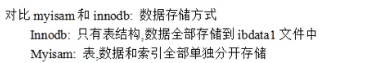 对比 myisam 和 innodb: 数据存储方式
Innodb: 只有表结构,数据全部存储到 ibdata1 文件中
Myisam: 表,数据和索引全部单独分开存储